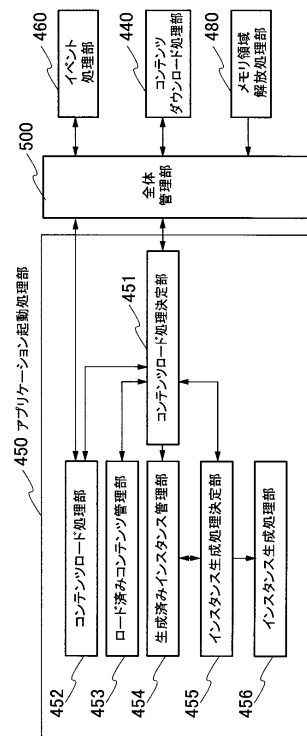 450 アプリケーション起動処理部
452
コンテンツロード処理部
453
ロード済みコンテンツ管理部
454
生成済みインスタンス管理部
455
インスタンス生成処理決定部
456
インスタンス生成処理部
451
コンテンツロード処理決定部
500
全体
管理部
460
イベント
処理部
440
コンテンツ
ダウンロード処理部
480
メモリ領域
解放処理部